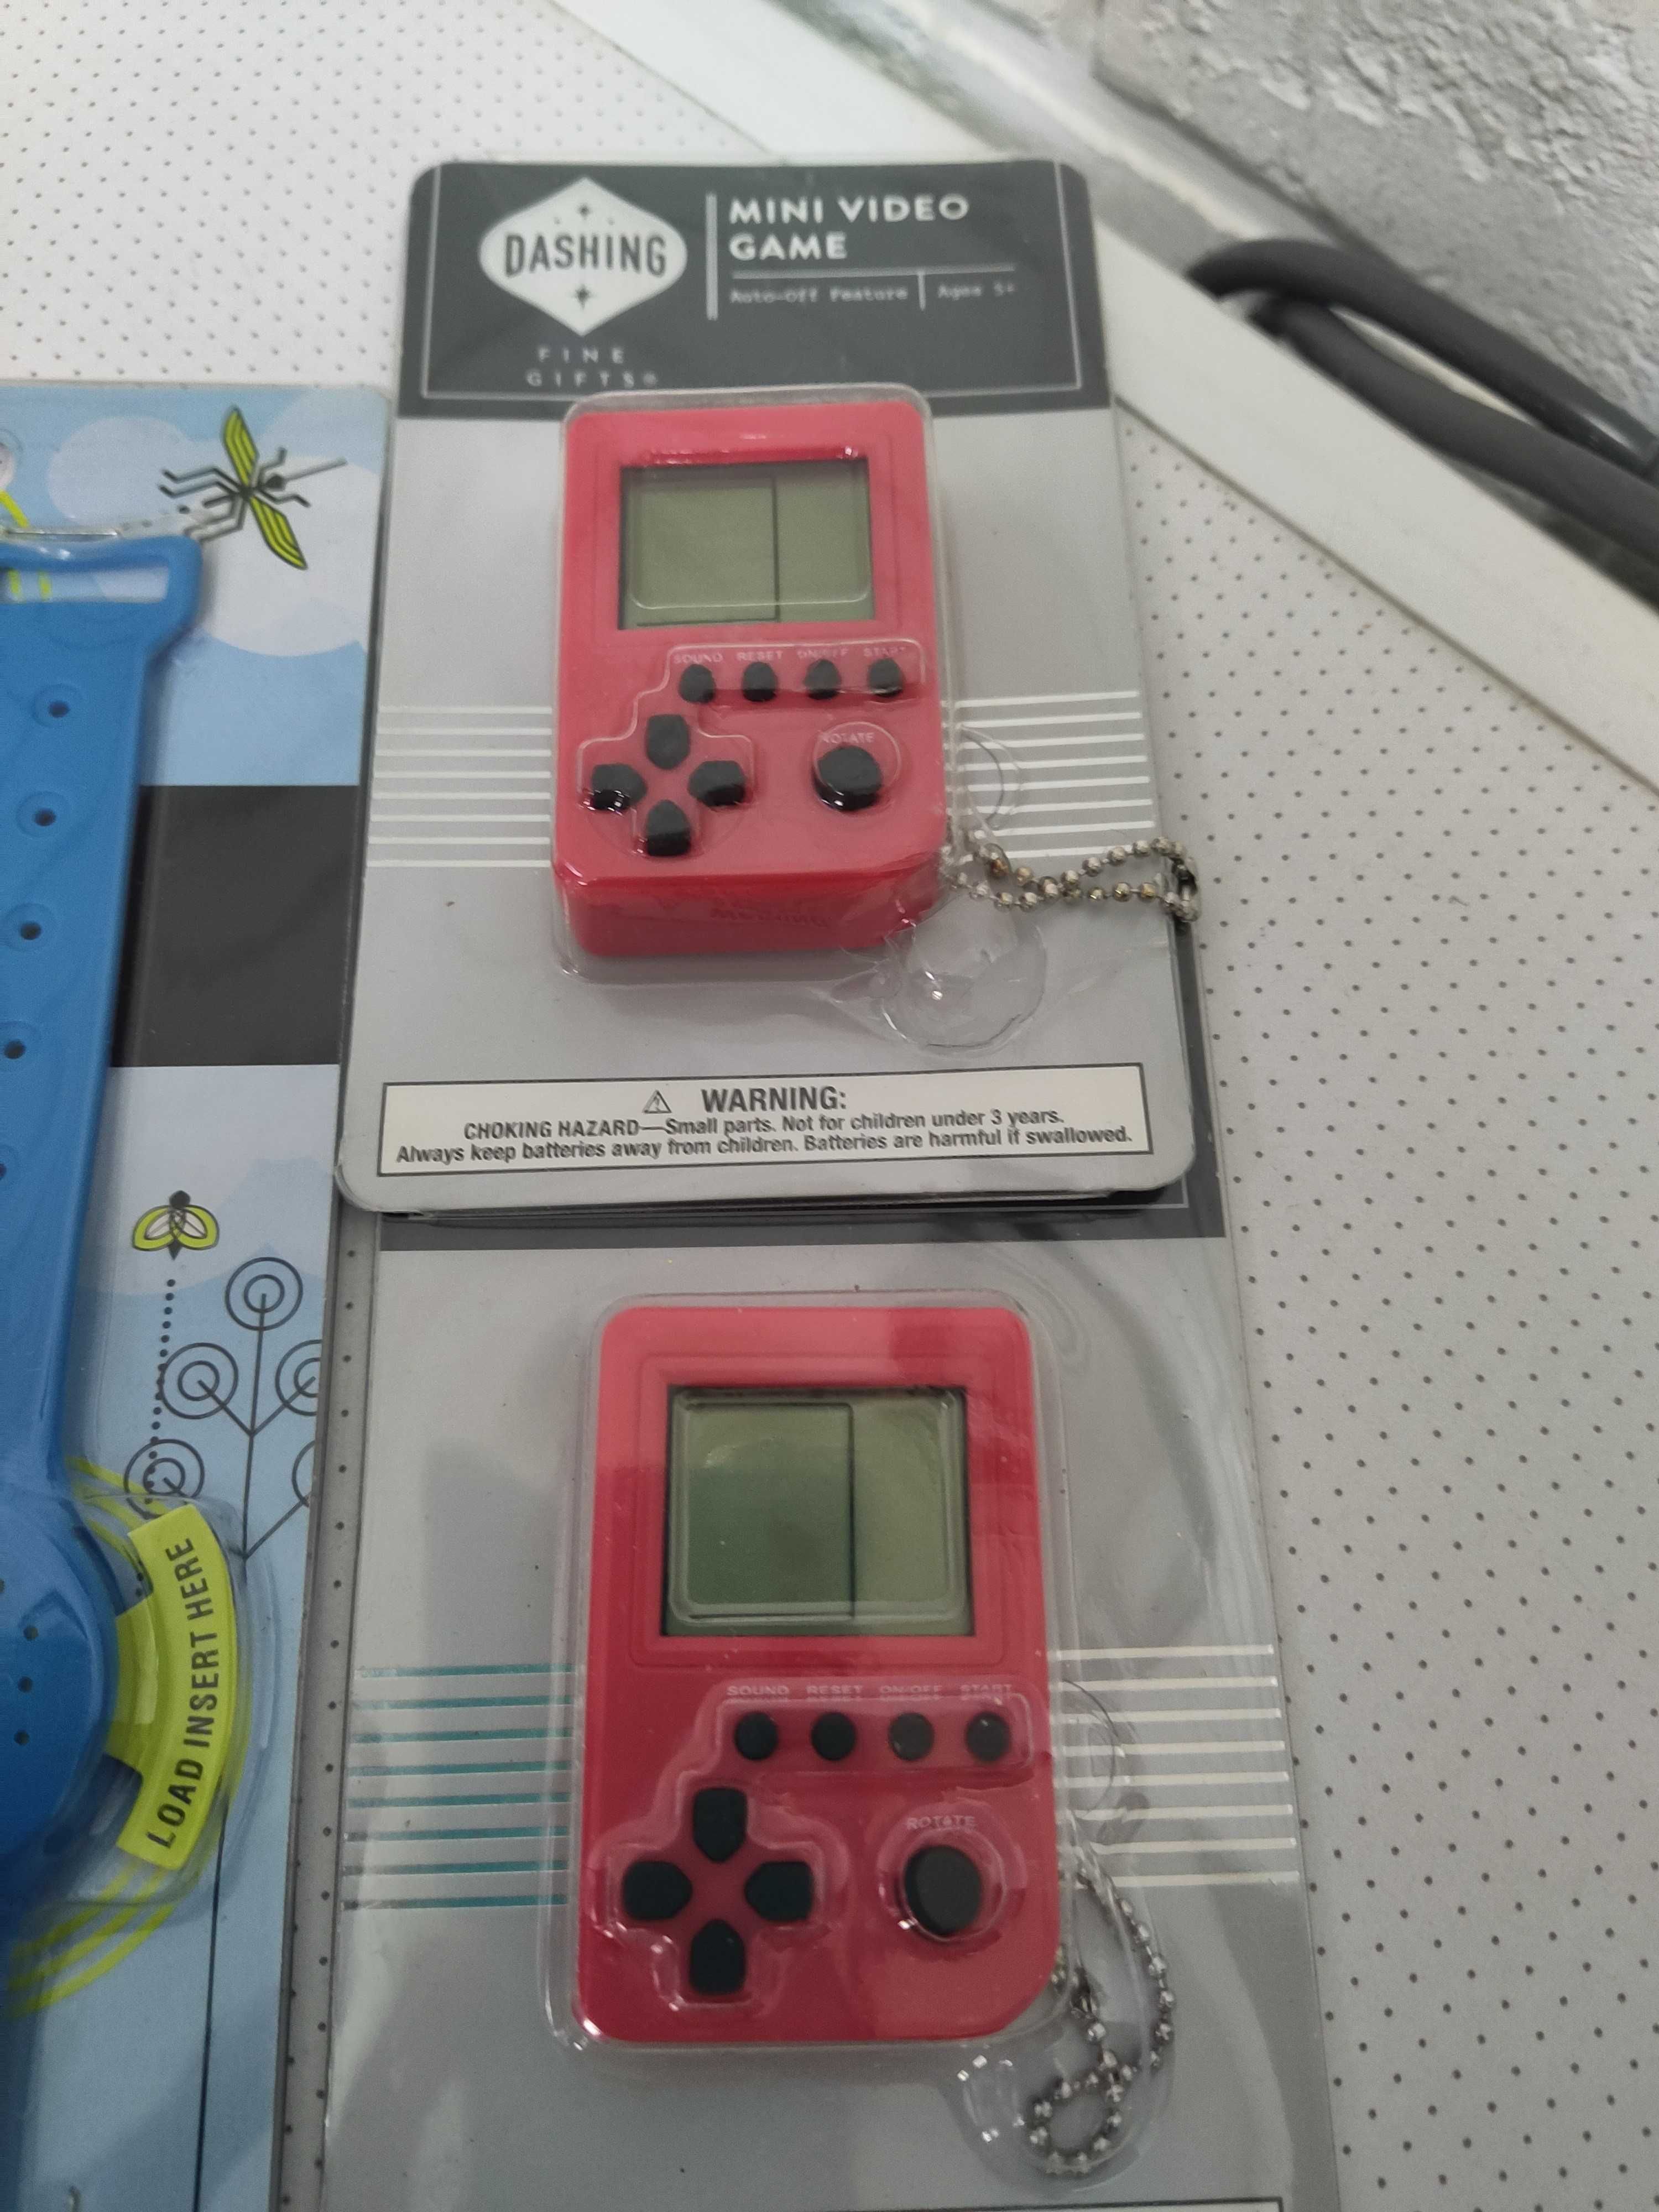 DASHING
FINE
GIFTS®
MINI VIDEO
GAME
Auto-Off Feature | Ages 5+
SOUND RESET ON/OFF START
ROTATE
WARNING:
CHOKING HAZARD—Small parts. Not for children under 3 years.
Always keep batteries away from children. Batteries are harmful if swallowed.
SOUND RESET ON/OFF START
ROTATE
LOAD INSERT HERE